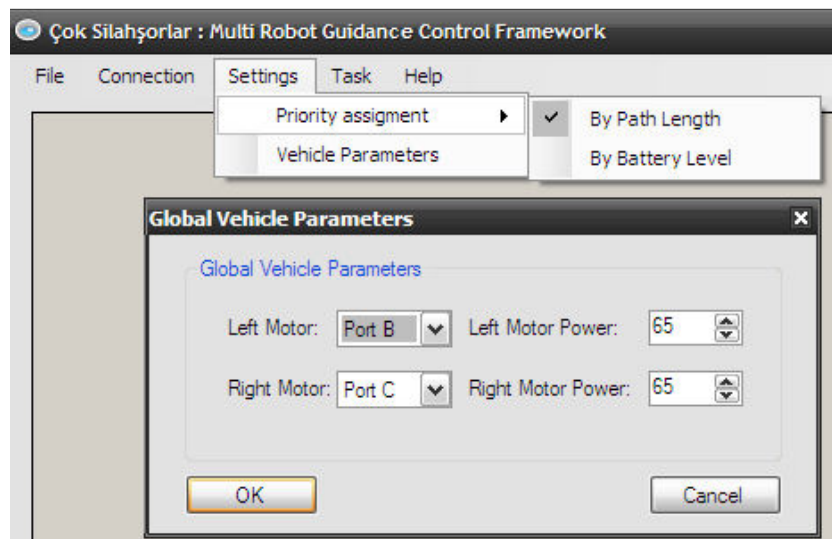 Çok Silahşorlar : Multi Robot Guidance Control Framework
File Connection Settings Task Help
Priority assigment By Path Length
Vehicle Parameters By Battery Level
Global Vehicle Parameters
Global Vehicle Parameters
Left Motor: Port B Left Motor Power: 65
Right Motor: Port C Right Motor Power: 65
OK Cancel